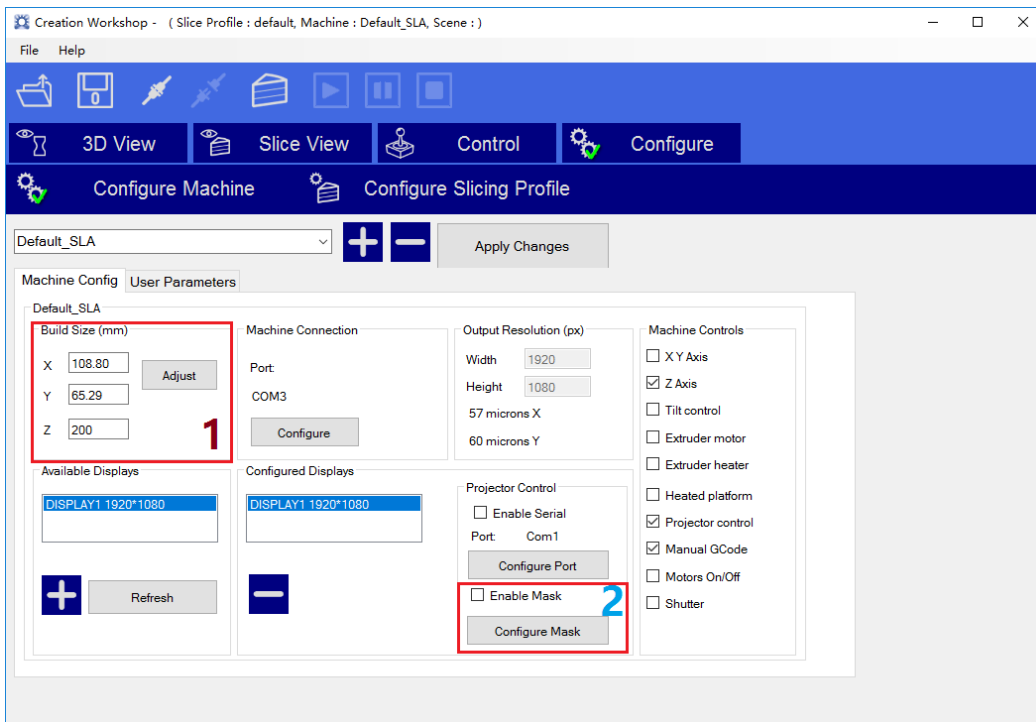 Creation Workshop -   ( Slice Profile : default, Machine : Default_SLA, Scene : )
File Help
0
3D View Slice View Control Configure
Configure Machine Configure Slicing Profile
Default_SLA Apply Changes
Machine Config User Parameters
Default_SLA
Build Size (mm)
X 108.80
Adjust
Y 65.29
Z 200
1
Machine Connection
Port:
COM3
Configure
Output Resolution (px)
Width 1920
Height 1080
57 microns X
60 microns Y
Machine Controls
X Y Axis
Z Axis
Tilt control
Extruder motor
Extruder heater
Heated platform
Projector control
Manual GCode
Motors On/Off
Shutter
Available Displays
DISPLAY1 1920*1080
Refresh
Configured Displays
DISPLAY1 1920*1080
Projector Control
Enable Serial
Port: Com1
Configure Port
Enable Mask
2
Configure Mask